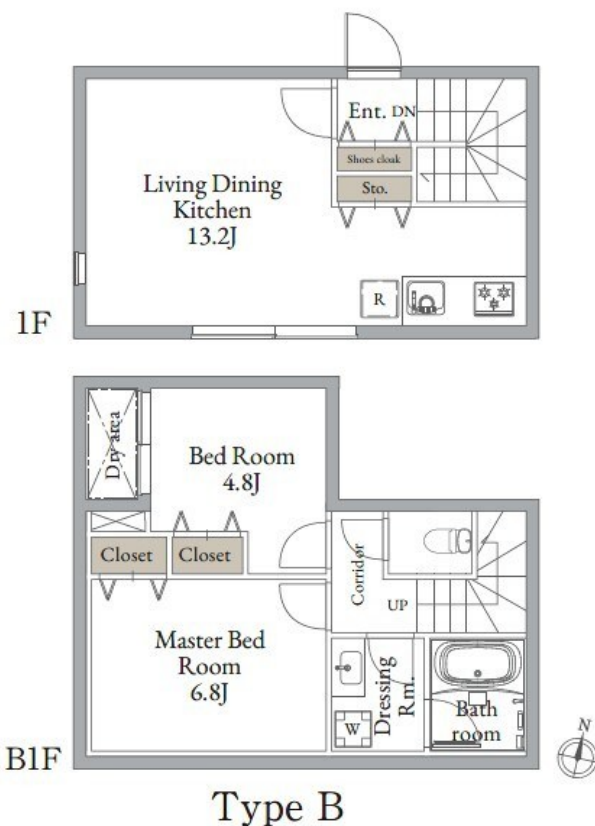 Ent. DN
Shoes cloak
Sto.
Living Dining
Kitchen
13.2J
R
1F
Dry area
Bed Room
4.8J
Closet
Closet
Corridor
UP
Master Bed
Room
6.8J
Dressing
Rm.
W
Bath
room
B1F
N
Type B